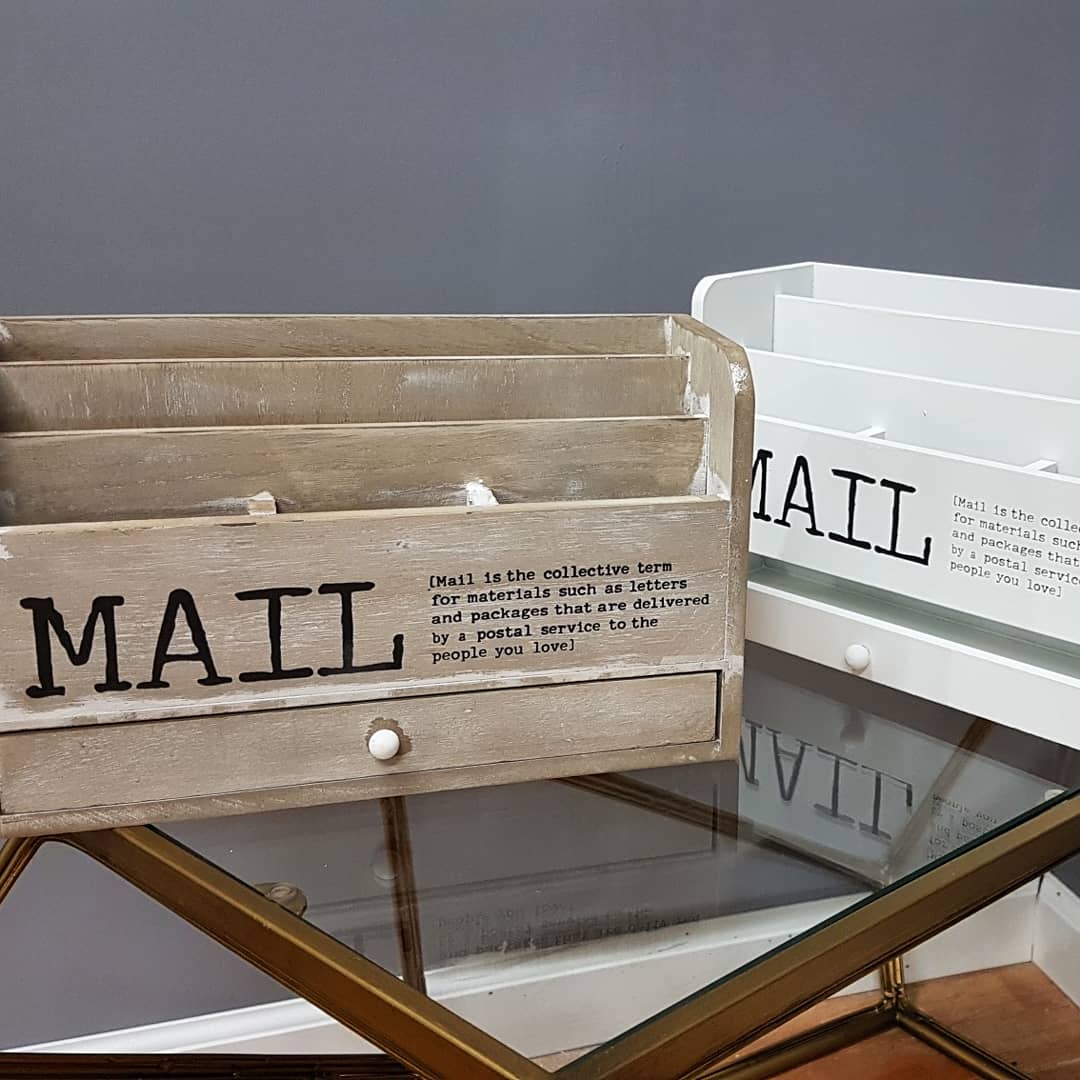 MAIL
[Mail is the collective term
for materials such as letters
and packages that are delivered
by a postal service to the
people you love]
MAIL
[Mail is the
for materials such
and packages that
by a postal service
people you love]